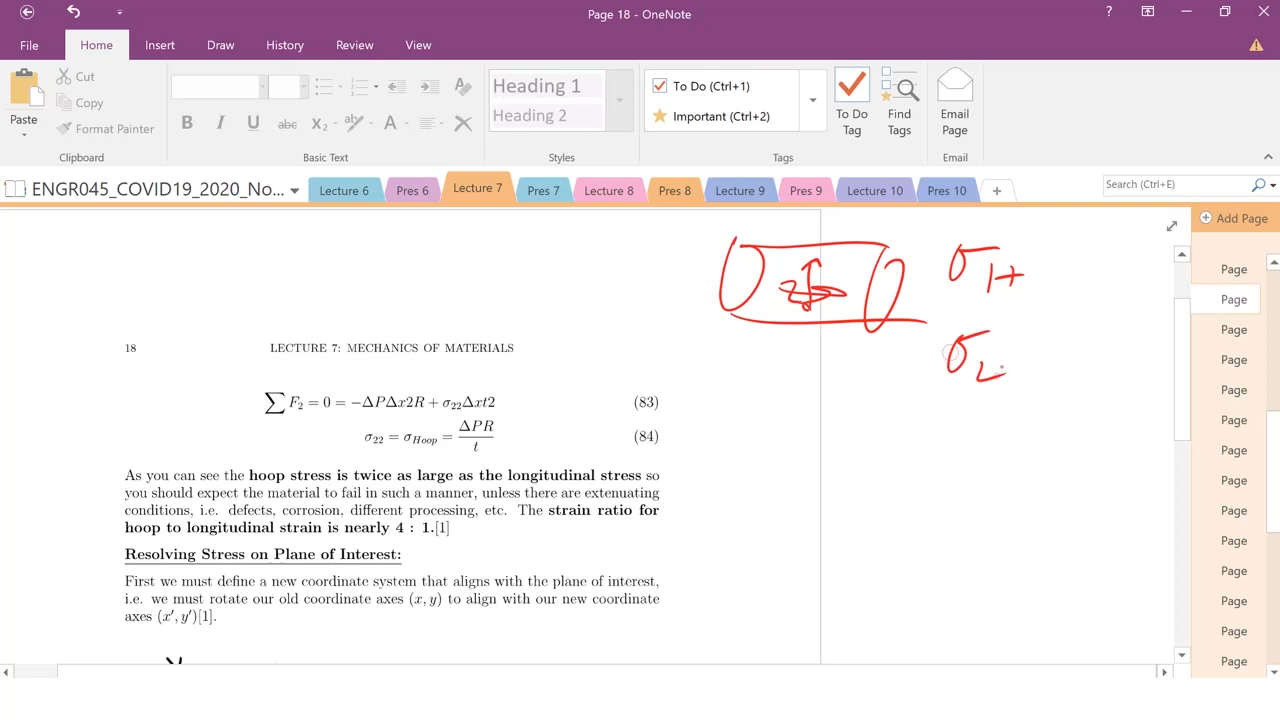 Page 18 - OneNote
File Home Insert Draw History Review View
Paste Cut Copy Format Painter
Clipboard
B I U abc X₂ A
Basic Text
Heading 1
Heading 2
Styles
To Do (Ctrl+1)
Important (Ctrl+2)
To Do Tag
Find Tags
Tags
Email Page
Email
ENGR045_COVID19_2020_No... Lecture 6 Pres 6 Lecture 7 Pres 7 Lecture 8 Pres 8 Lecture 9 Pres 9 Lecture 10 Pres 10
Search (Ctrl+E)
Add Page
Page
Page
Page
Page
Page
Page
Page
Page
Page
Page
Page
Page
Page
Page
18 LECTURE 7: MECHANICS OF MATERIALS
∑ F₂ = 0 = −ΔPΔx2R + σ₂₂Δxt2 (83)
σ₂₂ = σ_Hoop = ΔPR / t (84)
As you can see the hoop stress is twice as large as the longitudinal stress so
you should expect the material to fail in such a manner, unless there are extenuating
conditions, i.e. defects, corrosion, different processing, etc. The strain ratio for
hoop to longitudinal strain is nearly 4 : 1.[1]
Resolving Stress on Plane of Interest:
First we must define a new coordinate system that aligns with the plane of interest,
i.e. we must rotate our old coordinate axes (x, y) to align with our new coordinate
axes (x′, y′)[1].